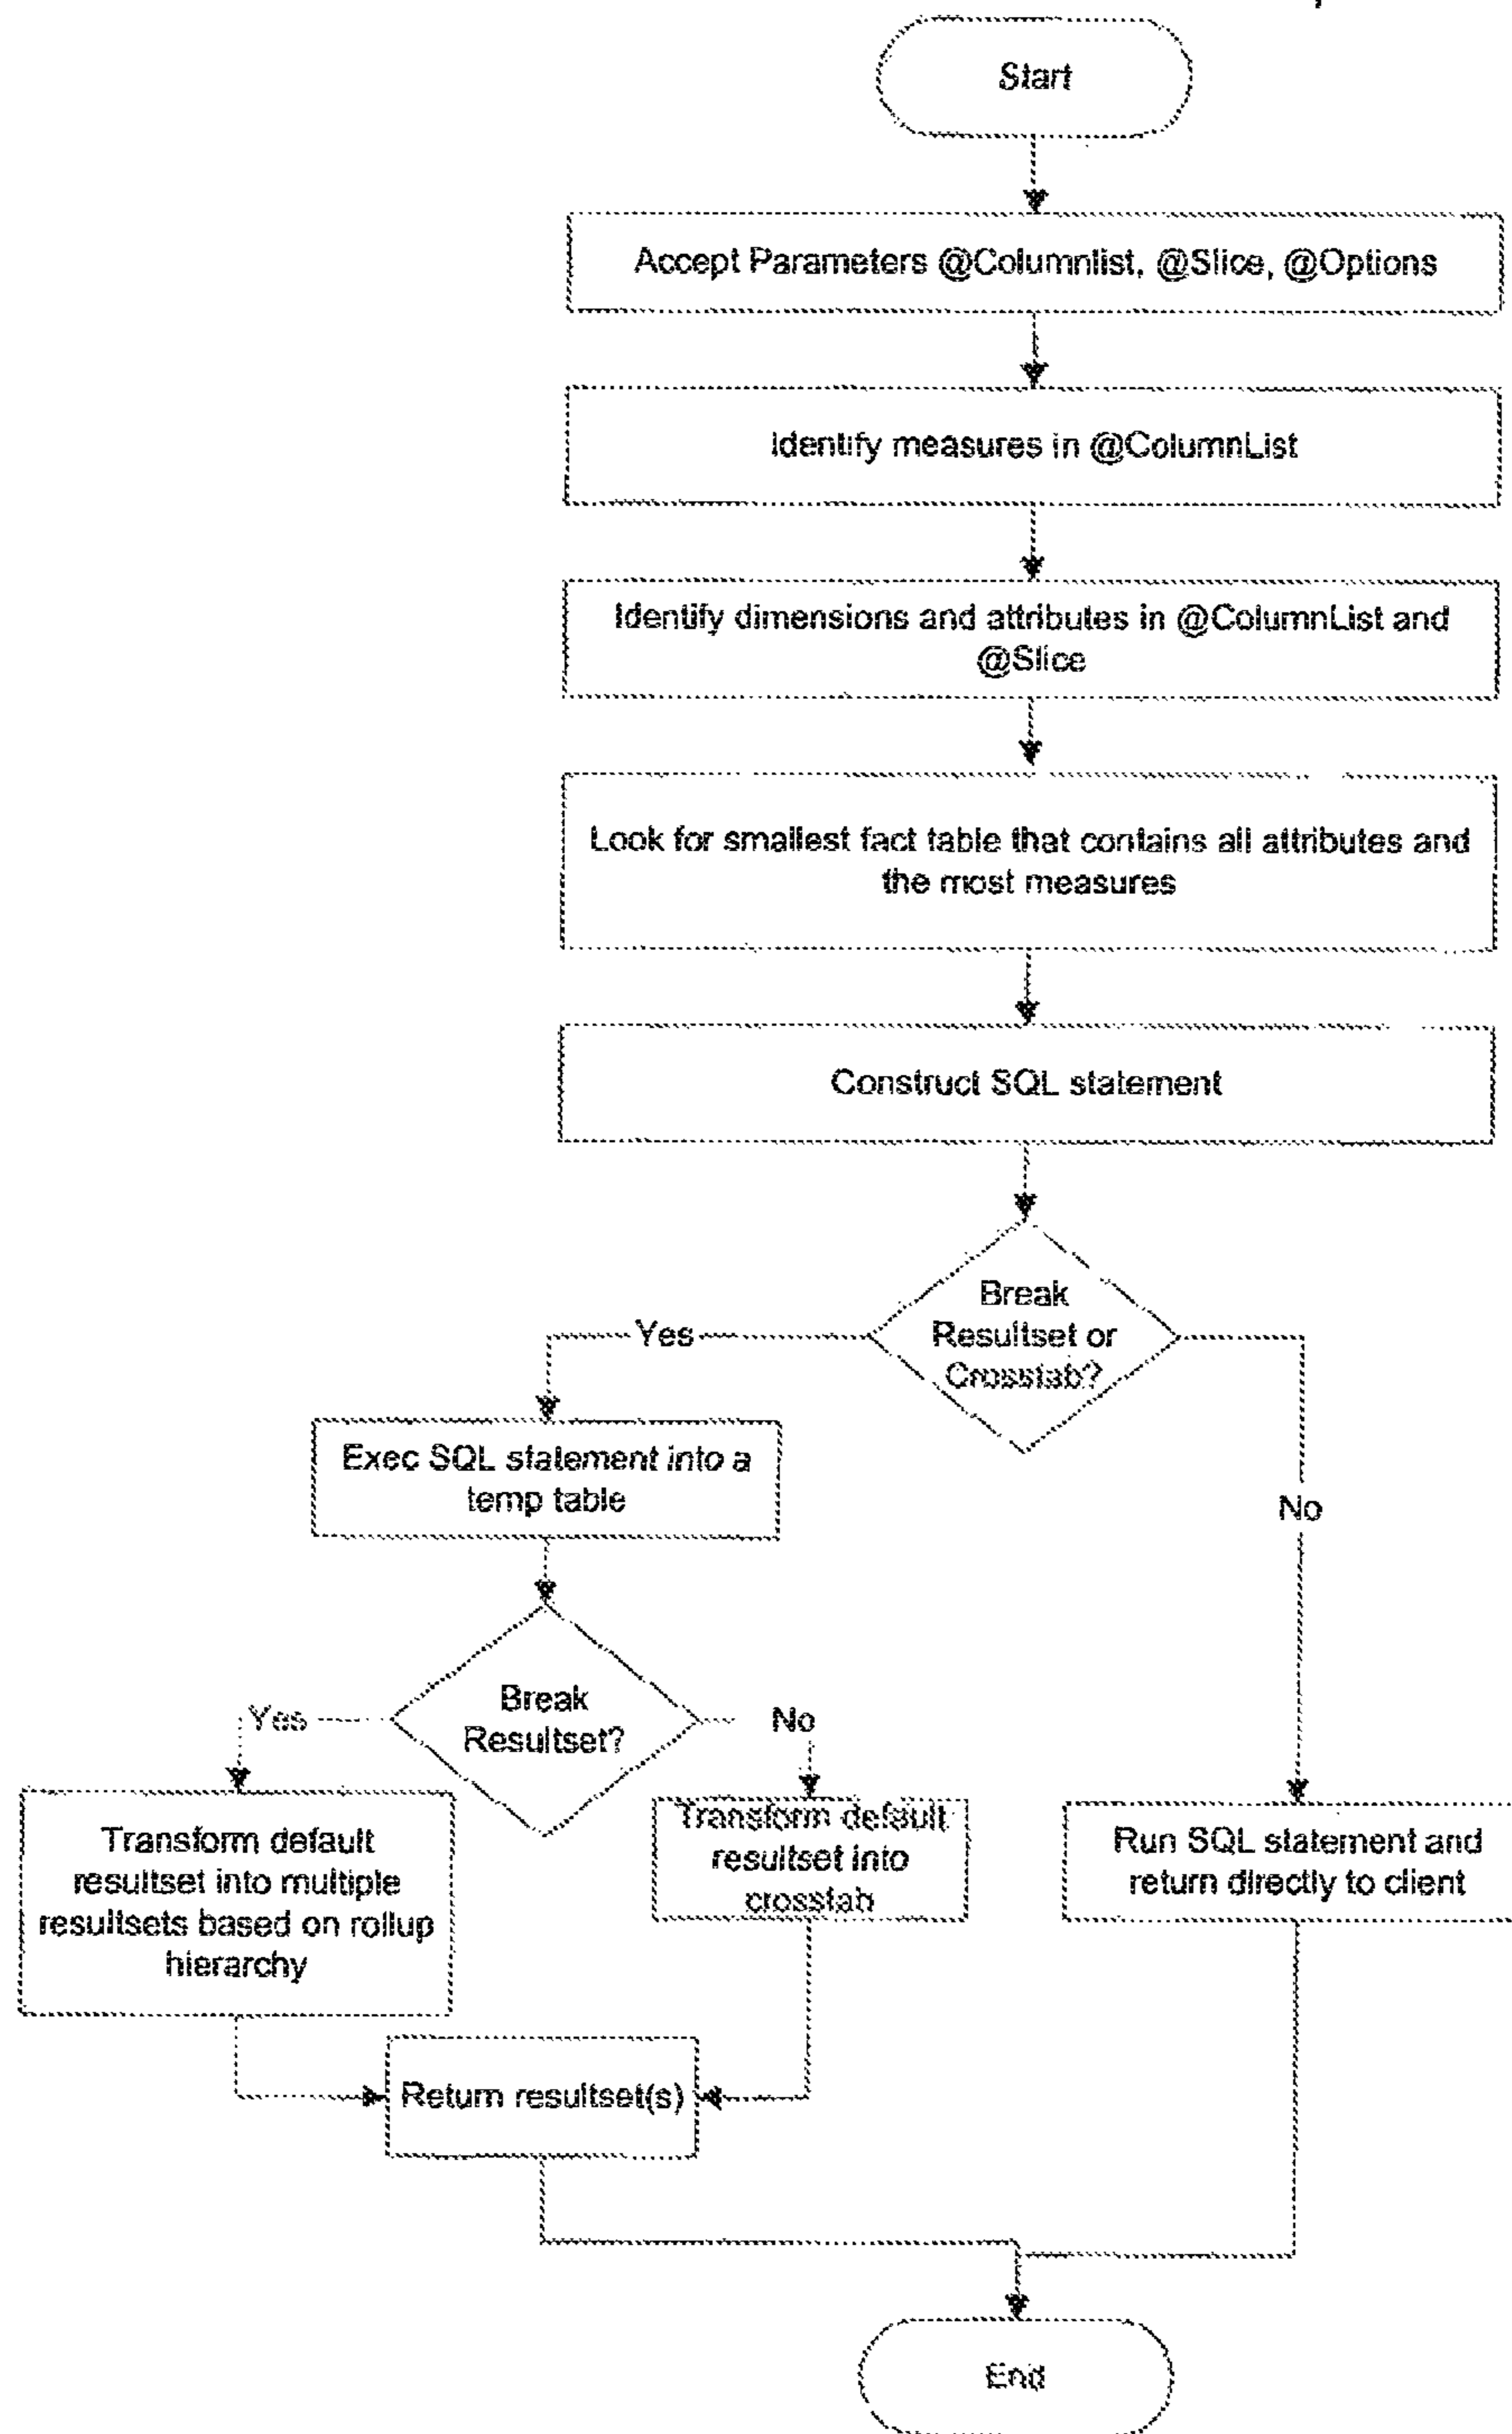 Start
Accept Parameters @Columnlist, @Slice, @Options
Identify measures in @ColumnList
Identify dimensions and attributes in @ColumnList and
@Slice
Look for smallest fact table that contains all attributes and
the most measures
Construct SQL statement
Break
Resultset or
Crosstab?
Yes
Exec SQL statement into a
temp table
No
Break
Resultset?
Yes
No
Transform default
resultset into multiple
resultsets based on rollup
hierarchy
Transform default
resultset into
crosstab
Run SQL statement and
return directly to client
Return resultset(s)
End